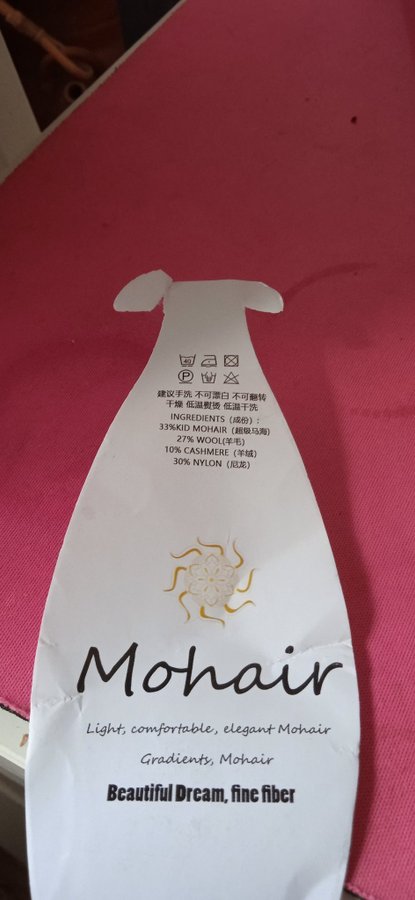 40
P
建议手洗 不可漂白 不可翻转
干燥 低温熨烫 低温干洗
INGREDIENTS（成份）：
33%KID MOHAIR（超级马海）
27% WOOL(羊毛)
10% CASHMERE（羊绒）
30% NYLON（尼龙）
Mohair
Light, comfortable, elegant Mohair
Gradients, Mohair
Beautiful Dream, fine fiber